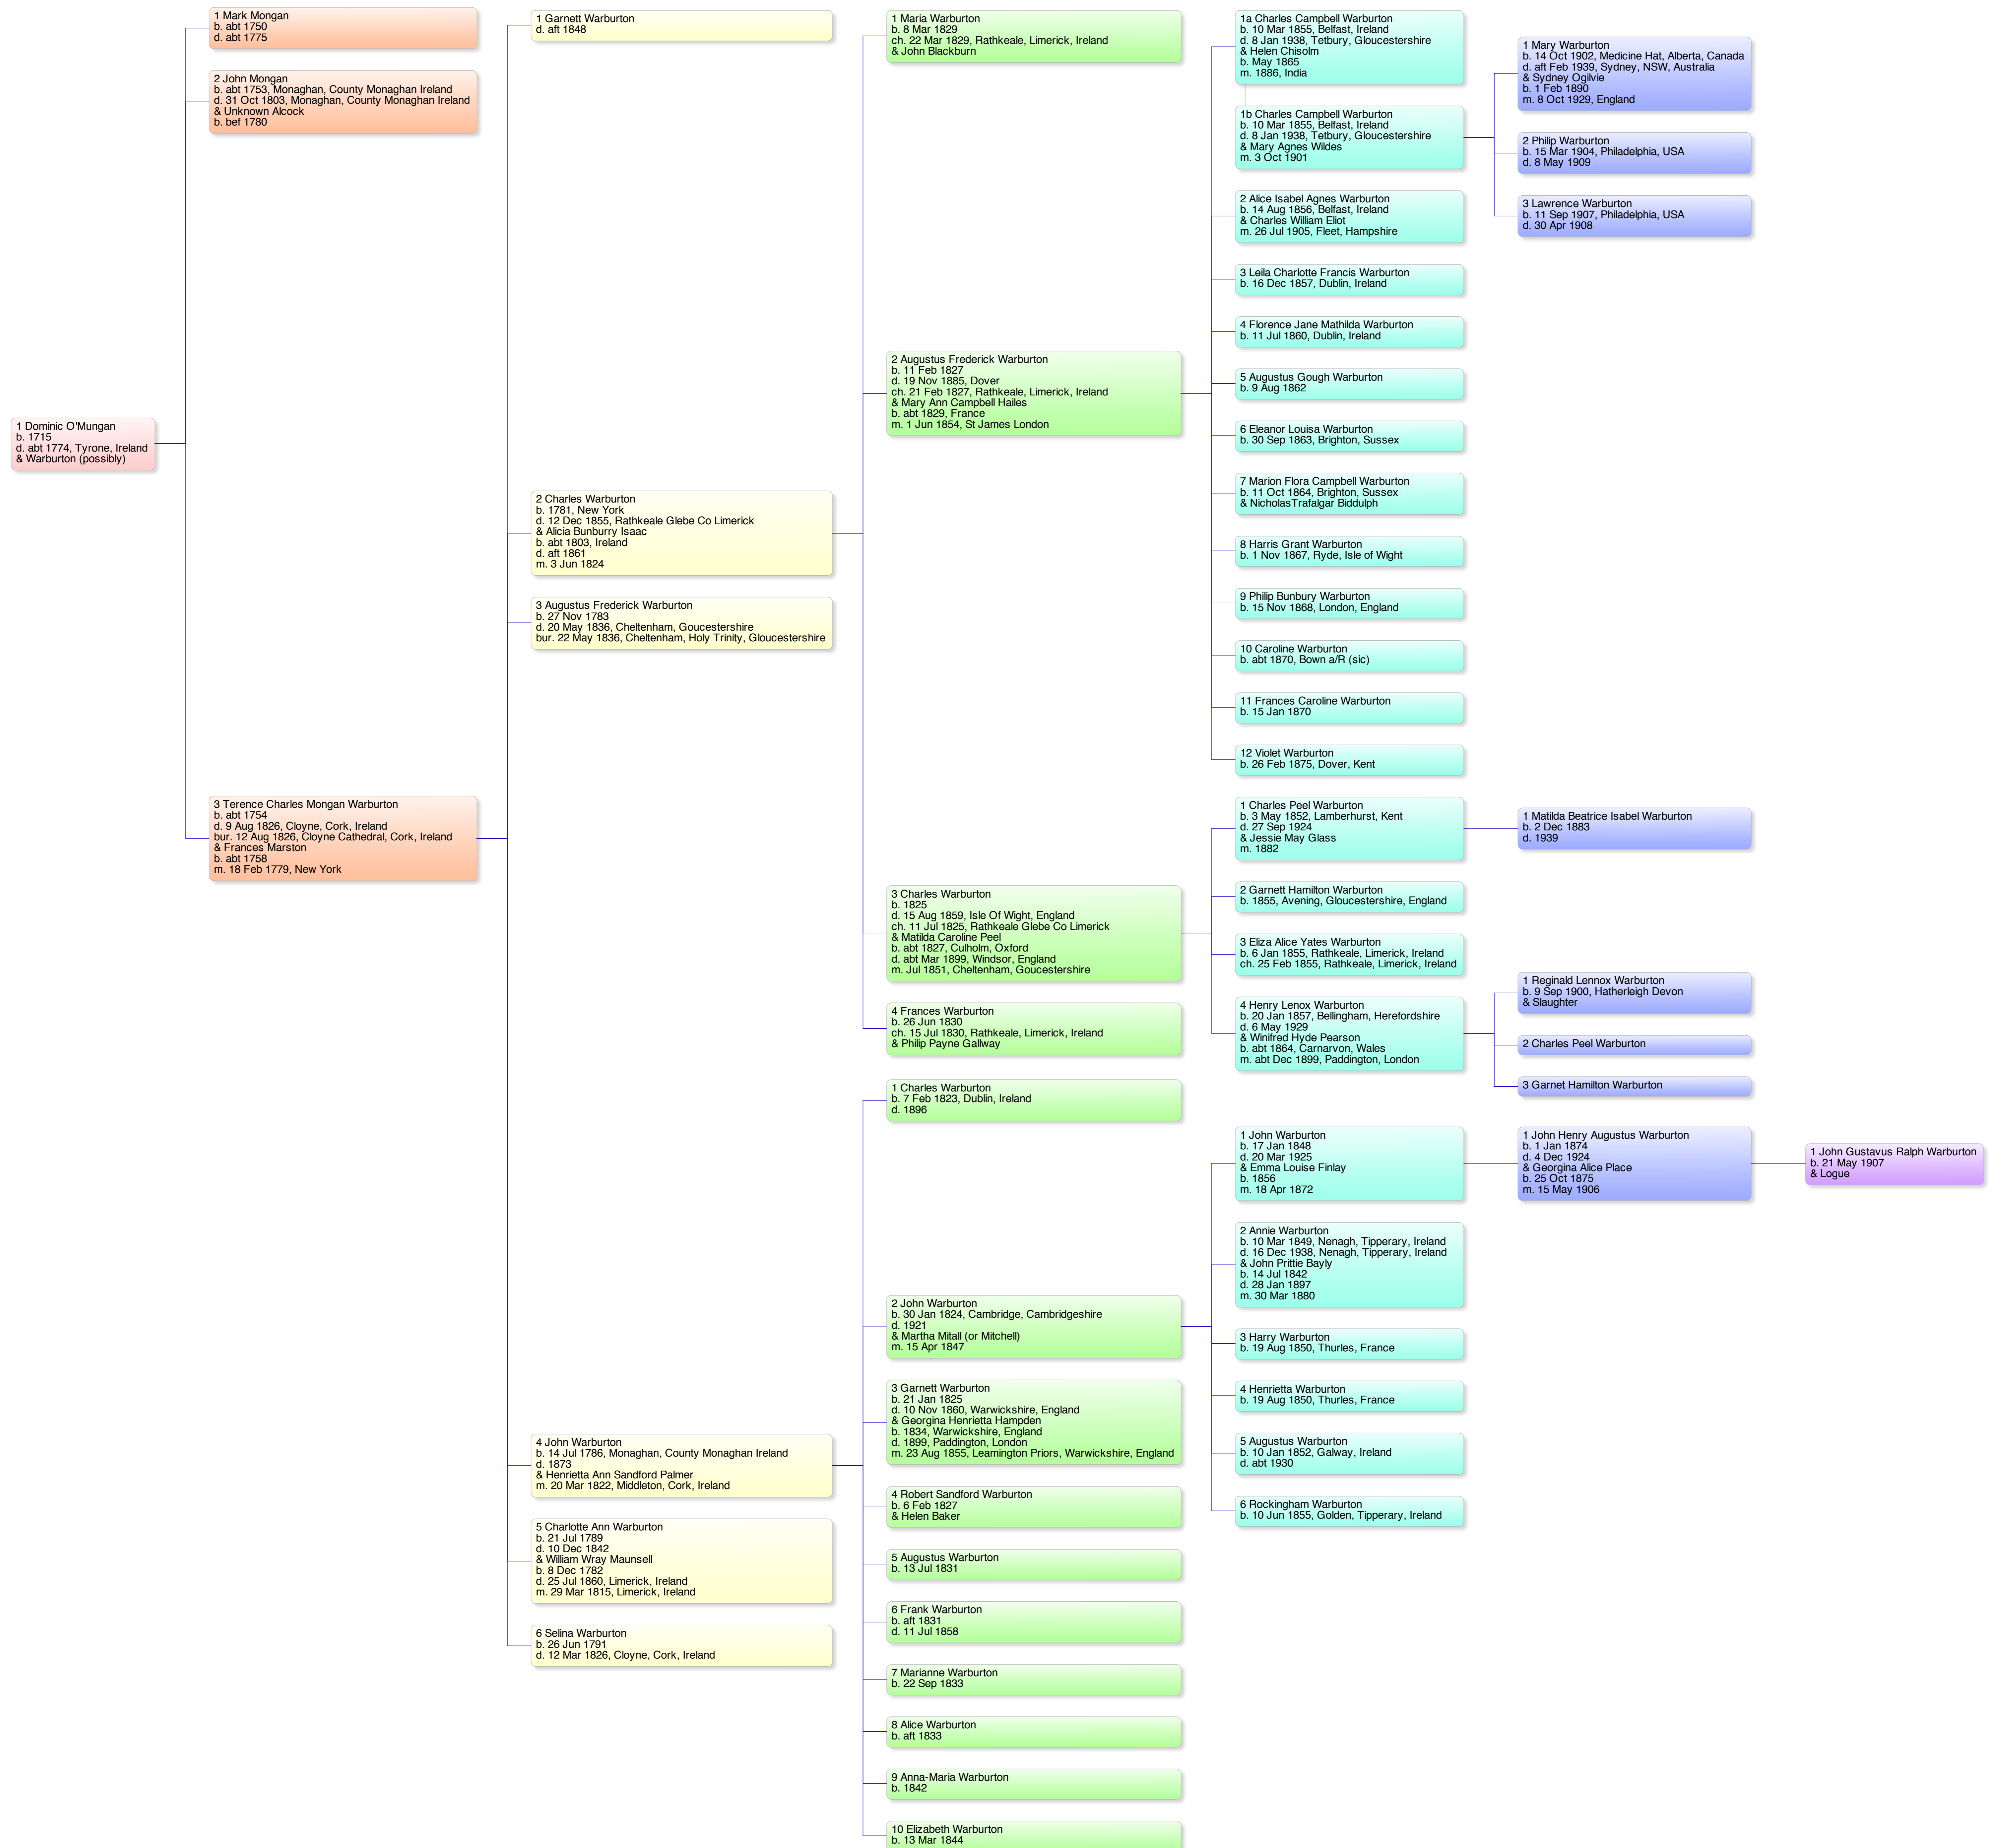 1 Dominic O'Mungan
b. 1715
d. abt 1774, Tyrone, Ireland
& Warburton (possibly)
1 Mark Mongan
b. abt 1750
d. abt 1775
2 John Mongan
b. abt 1753, Monaghan, County Monaghan Ireland
d. 31 Oct 1803, Monaghan, County Monaghan Ireland
& Unknown Alcock
b. bef 1780
3 Terence Charles Mongan Warburton
b. abt 1754
d. 9 Aug 1826, Cloyne, Cork, Ireland
bur. 12 Aug 1826, Cloyne Cathedral, Cork, Ireland
& Frances Marston
b. abt 1758
m. 18 Feb 1779, New York
1 Garnett Warburton
d. aft 1848
2 Charles Warburton
b. 1781, New York
d. 12 Dec 1855, Rathkeale Glebe Co Limerick
& Alicia Bunburry Isaac
b. abt 1803, Ireland
d. aft 1861
m. 3 Jun 1824
3 Augustus Frederick Warburton
b. 27 Nov 1783
d. 20 May 1836, Cheltenham, Goucestershire
bur. 22 May 1836, Cheltenham, Holy Trinity, Gloucestershire
4 John Warburton
b. 14 Jul 1786, Monaghan, County Monaghan Ireland
d. 1873
& Henrietta Ann Sandford Palmer
m. 20 Mar 1822, Middleton, Cork, Ireland
5 Charlotte Ann Warburton
b. 21 Jul 1789
d. 10 Dec 1842
& William Wray Maunsell
b. 8 Dec 1782
d. 25 Jul 1860, Limerick, Ireland
m. 29 Mar 1815, Limerick, Ireland
6 Selina Warburton
b. 26 Jun 1791
d. 12 Mar 1826, Cloyne, Cork, Ireland
1 Maria Warburton
b. 8 Mar 1829
ch. 22 Mar 1829, Rathkeale, Limerick, Ireland
& John Blackburn
2 Augustus Frederick Warburton
b. 11 Feb 1827
d. 19 Nov 1885, Dover
ch. 21 Feb 1827, Rathkeale, Limerick, Ireland
& Mary Ann Campbell Hailes
b. abt 1829, France
m. 1 Jun 1854, St James London
3 Charles Warburton
b. 1825
d. 15 Aug 1859, Isle Of Wight, England
ch. 11 Jul 1825, Rathkeale Glebe Co Limerick
& Matilda Caroline Peel
b. abt 1827, Culholm, Oxford
d. abt Mar 1899, Windsor, England
m. Jul 1851, Cheltenham, Goucestershire
4 Frances Warburton
b. 26 Jun 1830
ch. 15 Jul 1830, Rathkeale, Limerick, Ireland
& Philip Payne Gallway
1 Charles Warburton
b. 7 Feb 1823, Dublin, Ireland
d. 1896
2 John Warburton
b. 30 Jan 1824, Cambridge, Cambridgeshire
d. 1921
& Martha Mitall (or Mitchell)
m. 15 Apr 1847
3 Garnett Warburton
b. 21 Jan 1825
d. 10 Nov 1860, Warwickshire, England
& Georgina Henrietta Hampden
b. 1834, Warwickshire, England
d. 1899, Paddington, London
m. 23 Aug 1855, Leamington Priors, Warwickshire, England
4 Robert Sandford Warburton
b. 6 Feb 1827
& Helen Baker
5 Augustus Warburton
b. 13 Jul 1831
6 Frank Warburton
b. aft 1831
d. 11 Jul 1858
7 Marianne Warburton
b. 22 Sep 1833
8 Alice Warburton
b. aft 1833
9 Anna-Maria Warburton
b. 1842
10 Elizabeth Warburton
b. 13 Mar 1844
1a Charles Campbell Warburton
b. 10 Mar 1855, Belfast, Ireland
d. 8 Jan 1938, Tetbury, Gloucestershire
& Helen Chisolm
b. May 1865
m. 1886, India
1b Charles Campbell Warburton
b. 10 Mar 1855, Belfast, Ireland
d. 8 Jan 1938, Tetbury, Gloucestershire
& Mary Agnes Wildes
m. 3 Oct 1901
2 Alice Isabel Agnes Warburton
b. 14 Aug 1856, Belfast, Ireland
& Charles William Eliot
m. 26 Jul 1905, Fleet, Hampshire
3 Leila Charlotte Francis Warburton
b. 16 Dec 1857, Dublin, Ireland
4 Florence Jane Mathilda Warburton
b. 11 Jul 1860, Dublin, Ireland
5 Augustus Gough Warburton
b. 9 Aug 1862
6 Eleanor Louisa Warburton
b. 30 Sep 1863, Brighton, Sussex
7 Marion Flora Campbell Warburton
b. 11 Oct 1864, Brighton, Sussex
& NicholasTrafalgar Biddulph
8 Harris Grant Warburton
b. 1 Nov 1867, Ryde, Isle of Wight
9 Philip Bunbury Warburton
b. 15 Nov 1868, London, England
10 Caroline Warburton
b. abt 1870, Bown a/R (sic)
11 Frances Caroline Warburton
b. 15 Jan 1870
12 Violet Warburton
b. 26 Feb 1875, Dover, Kent
1 Charles Peel Warburton
b. 3 May 1852, Lamberhurst, Kent
d. 27 Sep 1924
& Jessie May Glass
m. 1882
2 Garnett Hamilton Warburton
b. 1855, Avening, Gloucestershire, England
3 Eliza Alice Yates Warburton
b. 6 Jan 1855, Rathkeale, Limerick, Ireland
ch. 25 Feb 1855, Rathkeale, Limerick, Ireland
4 Henry Lenox Warburton
b. 20 Jan 1857, Bellingham, Herefordshire
d. 6 May 1929
& Winifred Hyde Pearson
b. abt 1864, Carnarvon, Wales
m. abt Dec 1899, Paddington, London
1 John Warburton
b. 17 Jan 1848
d. 20 Mar 1925
& Emma Louise Finlay
b. 1856
m. 18 Apr 1872
2 Annie Warburton
b. 10 Mar 1849, Nenagh, Tipperary, Ireland
d. 16 Dec 1938, Nenagh, Tipperary, Ireland
& John Prittie Bayly
b. 14 Jul 1842
d. 28 Jan 1897
m. 30 Mar 1880
3 Harry Warburton
b. 19 Aug 1850, Thurles, France
4 Henrietta Warburton
b. 19 Aug 1850, Thurles, France
5 Augustus Warburton
b. 10 Jan 1852, Galway, Ireland
d. abt 1930
6 Rockingham Warburton
b. 10 Jun 1855, Golden, Tipperary, Ireland
1 Mary Warburton
b. 14 Oct 1902, Medicine Hat, Alberta, Canada
d. aft Feb 1939, Sydney, NSW, Australia
& Sydney Ogilvie
b. 1 Feb 1890
m. 8 Oct 1929, England
2 Philip Warburton
b. 15 Mar 1904, Philadelphia, USA
d. 8 May 1909
3 Lawrence Warburton
b. 11 Sep 1907, Philadelphia, USA
d. 30 Apr 1908
1 Matilda Beatrice Isabel Warburton
b. 2 Dec 1883
d. 1939
1 Reginald Lennox Warburton
b. 9 Sep 1900, Hatherleigh Devon
& Slaughter
2 Charles Peel Warburton
3 Garnet Hamilton Warburton
1 John Henry Augustus Warburton
b. 1 Jan 1874
d. 4 Dec 1924
& Georgina Alice Place
b. 25 Oct 1875
m. 15 May 1906
1 John Gustavus Ralph Warburton
b. 21 May 1907
& Logue